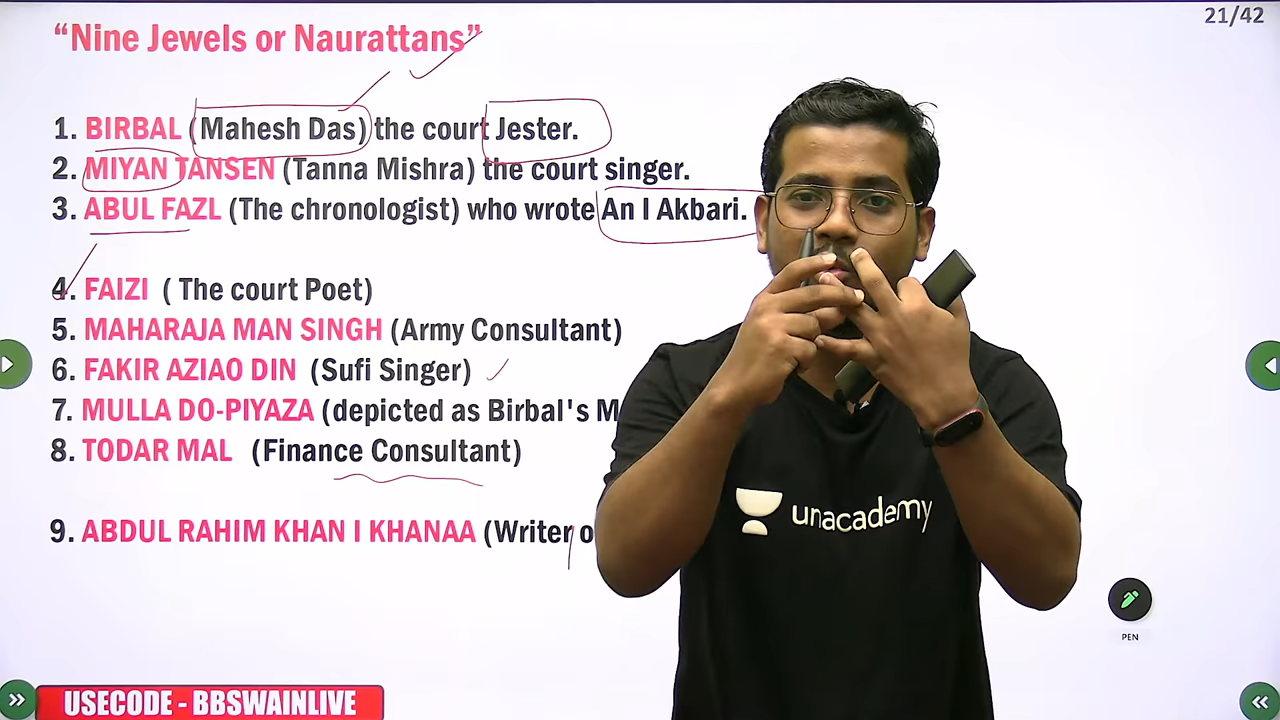 21/42
“Nine Jewels or Naurattans”
1. BIRBAL (Mahesh Das) the court Jester.
2. MIYAN TANSEN (Tanna Mishra) the court singer.
3. ABUL FAZL (The chronologist) who wrote An I Akbari.
4. FAIZI ( The court Poet)
5. MAHARAJA MAN SINGH (Army Consultant)
6. FAKIR AZIAO DIN (Sufi Singer)
7. MULLA DO-PIYAZA (depicted as Birbal's M
8. TODAR MAL (Finance Consultant)
9. ABDUL RAHIM KHAN I KHANAA (Writer o
unacademy
PEN
USECODE - BBSWAINLIVE